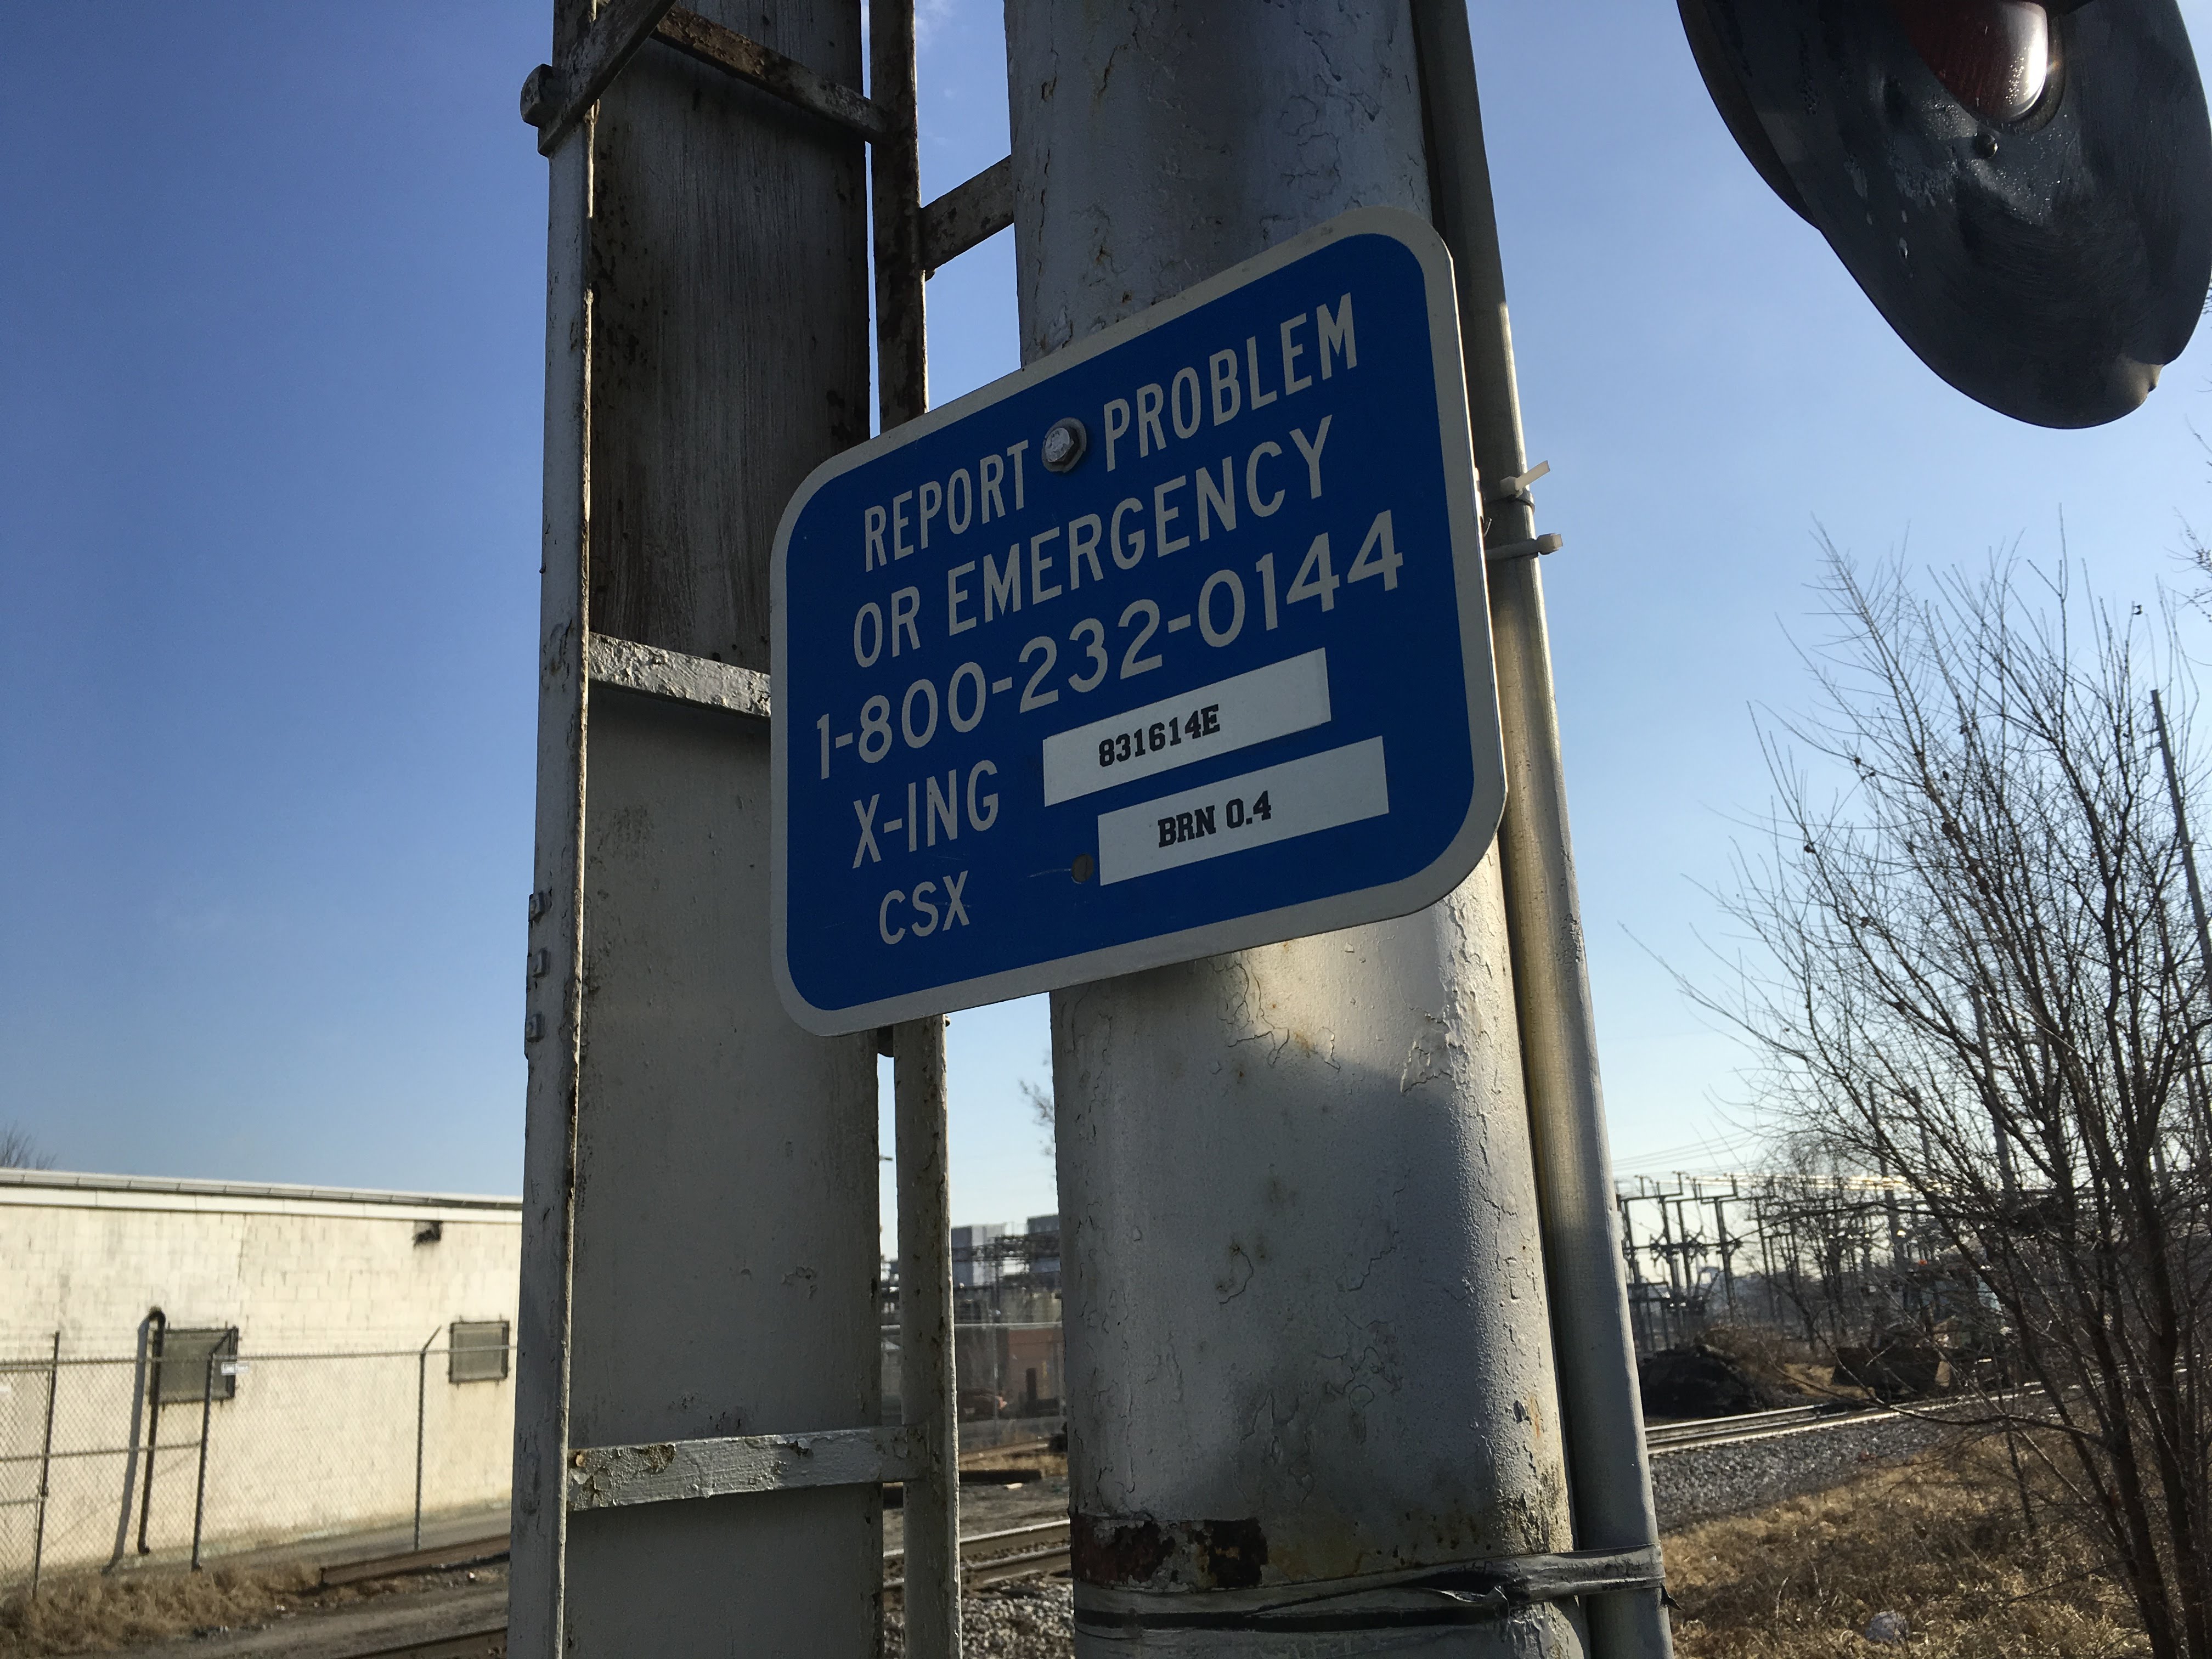 REPORT PROBLEM
OR EMERGENCY
1-800-232-0144
X-ING 831614E
CSX BRN 0.4